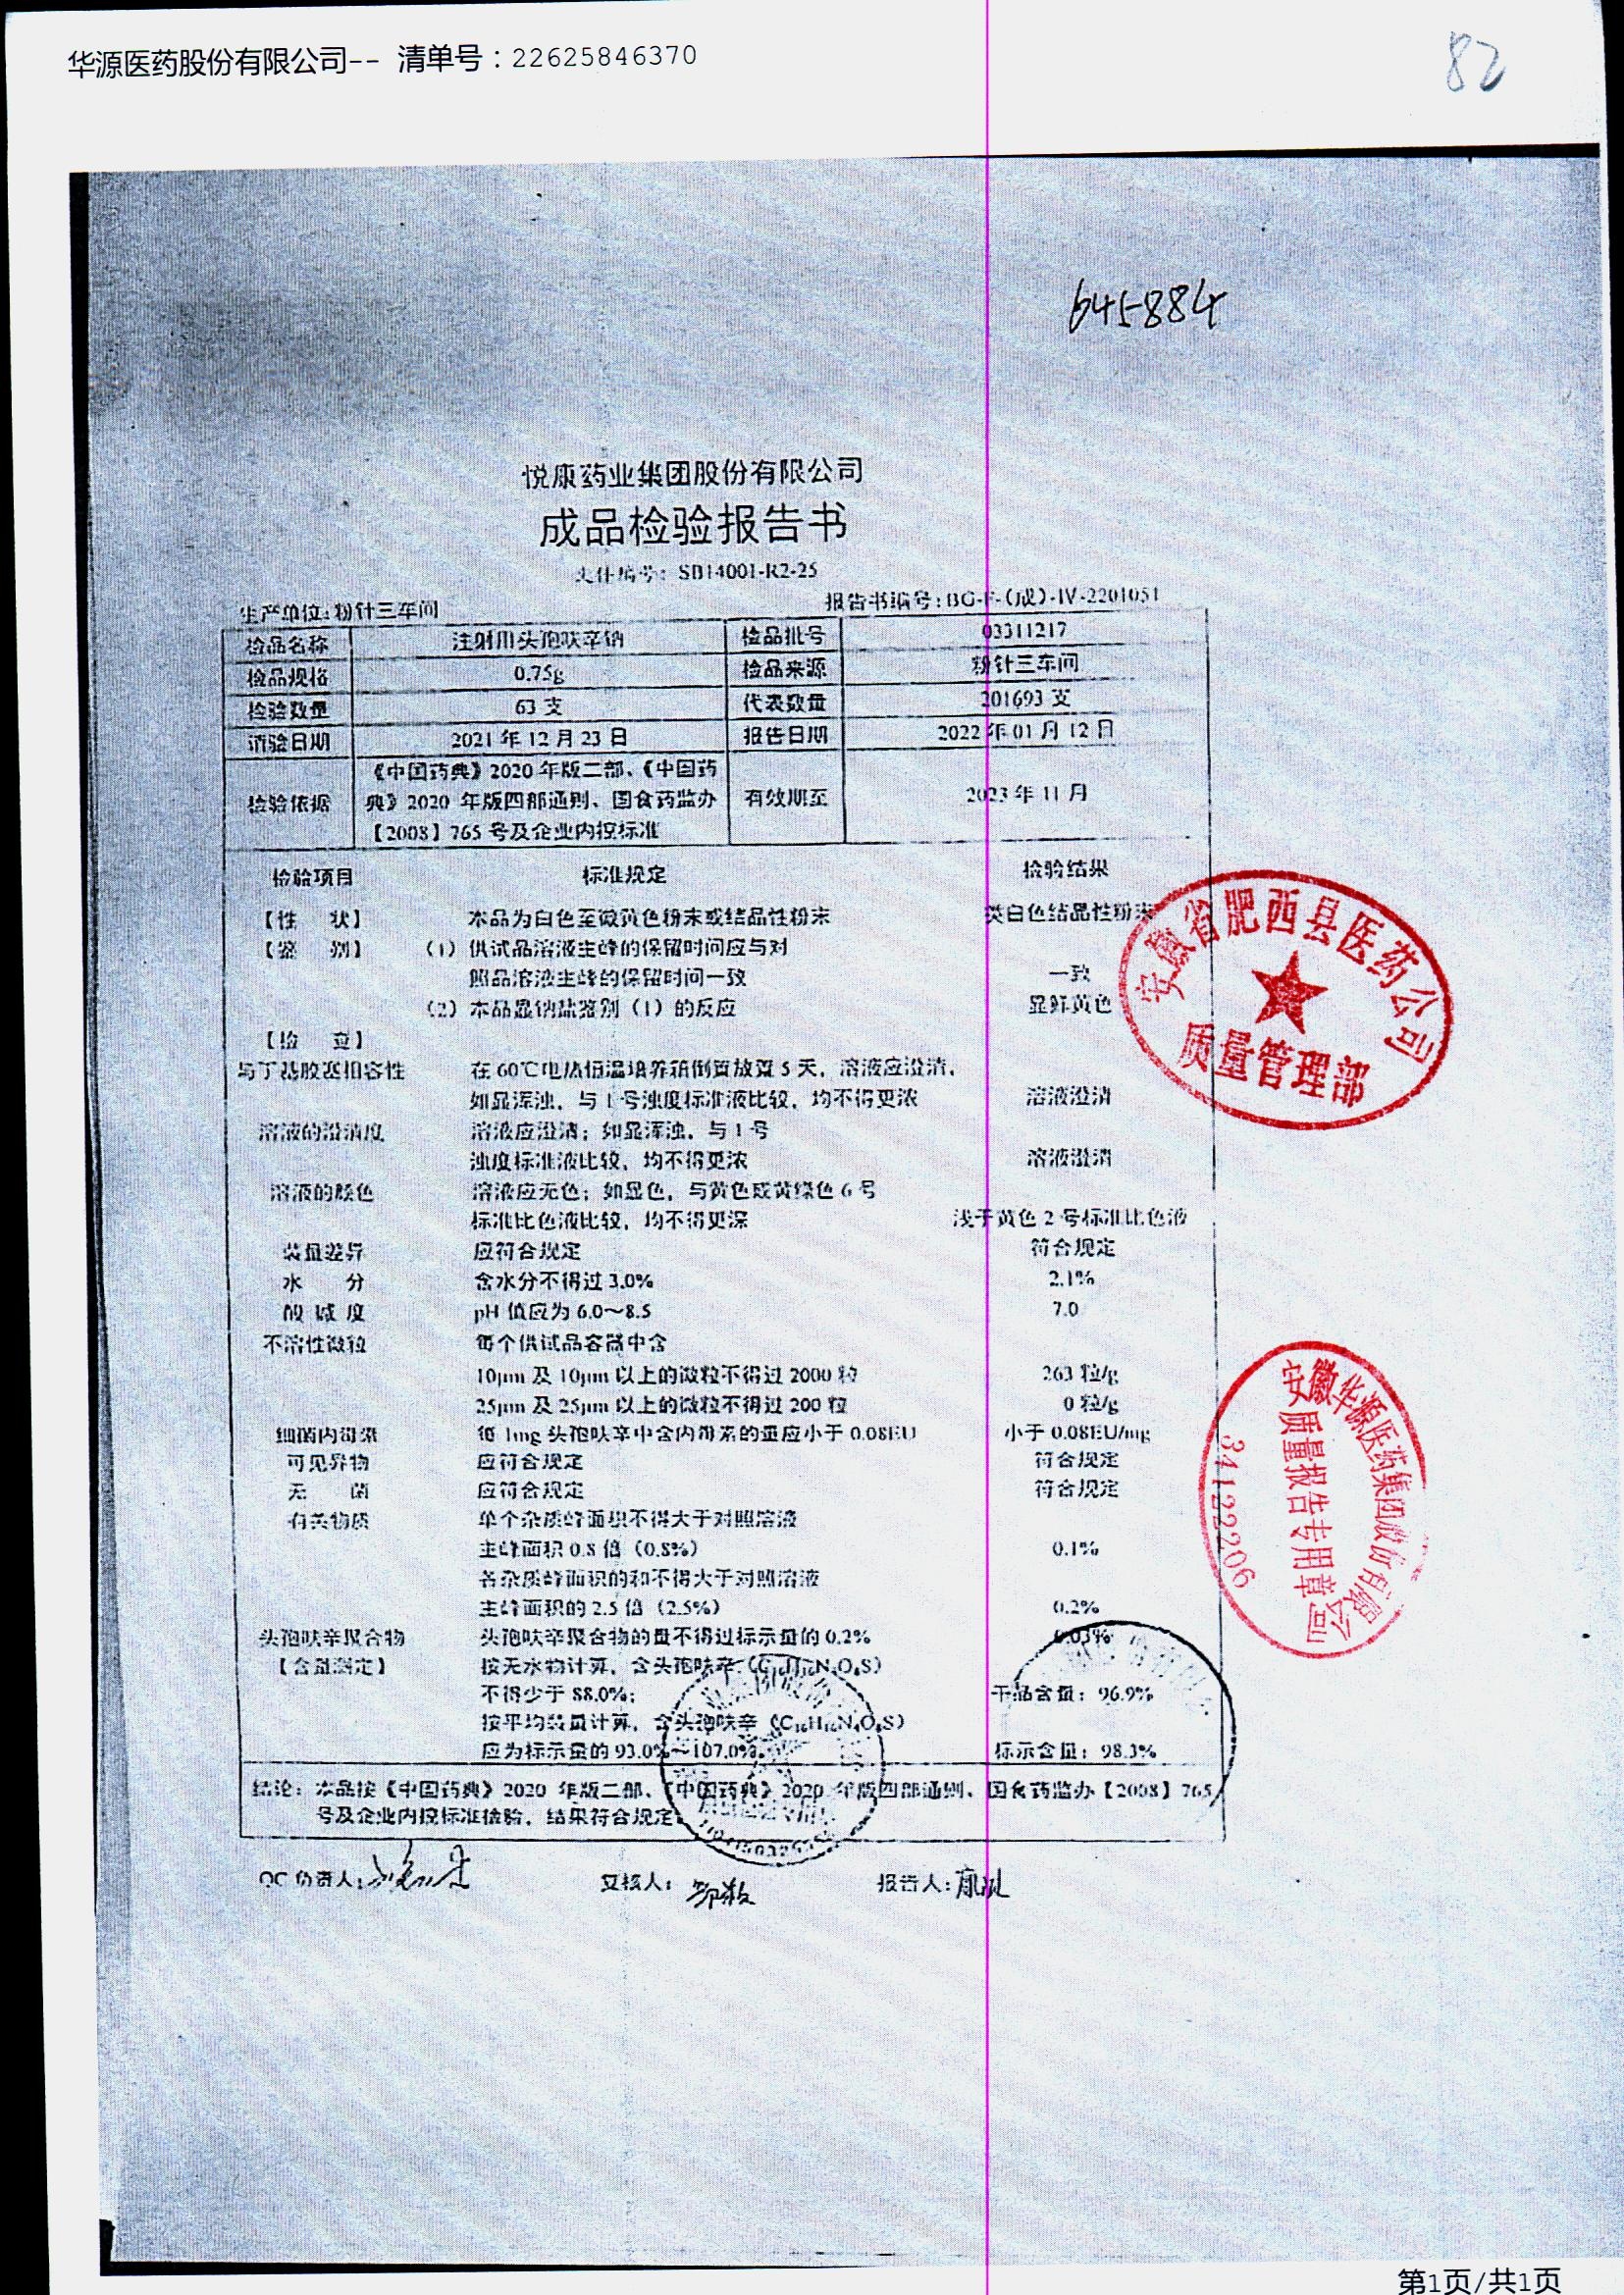 华源医药股份有限公司-- 清单号：22625846370
82
645884
悦康药业集团股份有限公司
成品检验报告书
文件编号：SB14001-R2-25
生产单位：粉针三车间 报告书编号：BG-F-(成)-IV-2201051
检品名称 注射用头孢呋辛钠 检品批号 03311217
检品规格 0.75g 检品来源 粉针三车间
检验数量 63 支 代表数量 201693 支
请验日期 2021 年 12 月 23 日 报告日期 2022 年 01 月 12 日
检验依据 《中国药典》2020 年版二部、《中国药典》2020 年版四部通则、国食药监办【2008】765 号及企业内控标准 有效期至 2023 年 11 月
检验项目 标准规定 检验结果
【性 状】 本品为白色至微黄色粉末或结晶性粉末 类白色结晶性粉末
【鉴 别】 （1）供试品溶液主峰的保留时间应与对
照品溶液主峰的保留时间一致 一致
（2）本品显钠盐鉴别（1）的反应 显鲜黄色
【检 查】
与丁基胶塞相容性 在 60℃电热恒温培养箱倒置放置 5 天，溶液应澄清，
如显浑浊，与 1 号浊度标准液比较，均不得更浓 溶液澄清
溶液的澄清度 溶液应澄清；如显浑浊，与 1 号
浊度标准液比较，均不得更浓 溶液澄清
溶液的颜色 溶液应无色；如显色，与黄色或黄绿色 6 号
标准比色液比较，均不得更深 浅于黄色 2 号标准比色液
装量差异 应符合规定 符合规定
水 分 含水分不得过 3.0% 2.1%
酸 碱 度 pH 值应为 6.0～8.5 7.0
不溶性微粒 每个供试品容器中含
10μm 及 10μm 以上的微粒不得过 2000 粒 263 粒/g
25μm 及 25μm 以上的微粒不得过 200 粒 0 粒/g
细菌内毒素 每 1mg 头孢呋辛中含内毒素的量应小于 0.08EU 小于 0.08EU/mg
可见异物 应符合规定 符合规定
无 菌 应符合规定 符合规定
有关物质 单个杂质峰面积不得大于对照溶液
主峰面积 0.8 倍（0.8%） 0.1%
各杂质峰面积的和不得大于对照溶液
主峰面积的 2.5 倍（2.5%） 0.2%
头孢呋辛聚合物 头孢呋辛聚合物的量不得过标示量的 0.2% 0.03%
【含量测定】 按无水物计算，含头孢呋辛（C₁₆H₁₆N₄O₈S）
不得少于 88.0%； 干品含量：96.9%
按平均装量计算，含头孢呋辛（C₁₆H₁₆N₄O₈S）
应为标示量的 93.0%～107.0%。 标示含量：98.3%
结论：本品按《中国药典》2020 年版二部、《中国药典》2020 年版四部通则、国食药监办【2008】765
号及企业内控标准检验，结果符合规定
QC 负责人： 复核人： 报告人：
安徽省肥西县医药公司
质量管理部
安徽华源医药集团股份有限公司
质量报告专用章
34122206
第1页/共1页